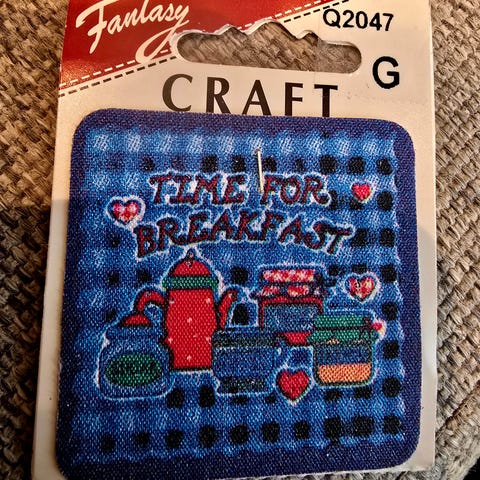 Fantasy
Q2047
G
CRAFT
TIME FOR
BREAKFAST